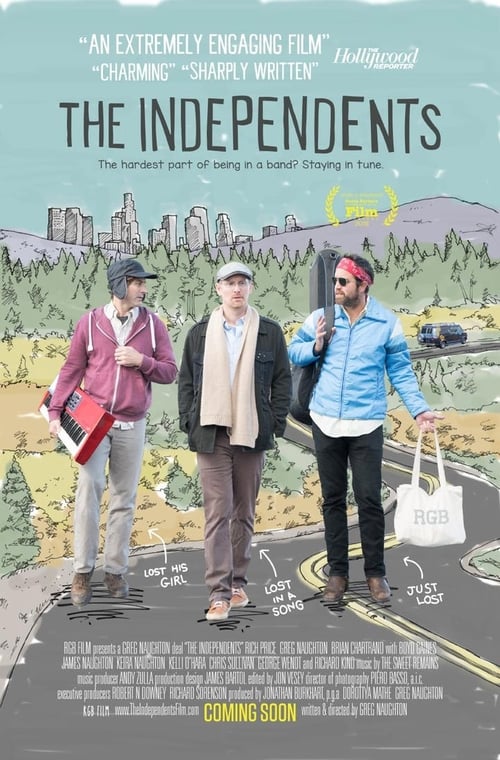 “AN EXTREMELY ENGAGING FILM”
“CHARMING” “SHARPLY WRITTEN”
THE Hollywood REPORTER
THE INDEPENDENTS
The hardest part of being in a band? Staying in tune.
Film
RGB
LOST HIS GIRL
LOST IN A SONG
JUST LOST
RGB FILM presents a GREG NAUGHTON deal "THE INDEPENDENTS" RICH PRICE GREG NAUGHTON BRIAN CHARTRAND with BOYD GAINES
JAMES NAUGHTON KEIRA NAUGHTON KELLI O'HARA CHRIS SULLIVAN GEORGE WENDT and RICHARD KIND music by THE SWEET REMAINS
music producer ANDY ZULLA production design JAMES BARTOL edited by JON VESEY director of photography PIERO BASSO, a.i.c.
executive producers ROBERT N DOWNEY RICHARD SORENSON produced by JONATHAN BURKHART, p.g.a DOROTTYA MATHE GREG NAUGHTON
RGB FILM www.TheIndependentsFilm.com COMING SOON written & directed by GREG NAUGHTON